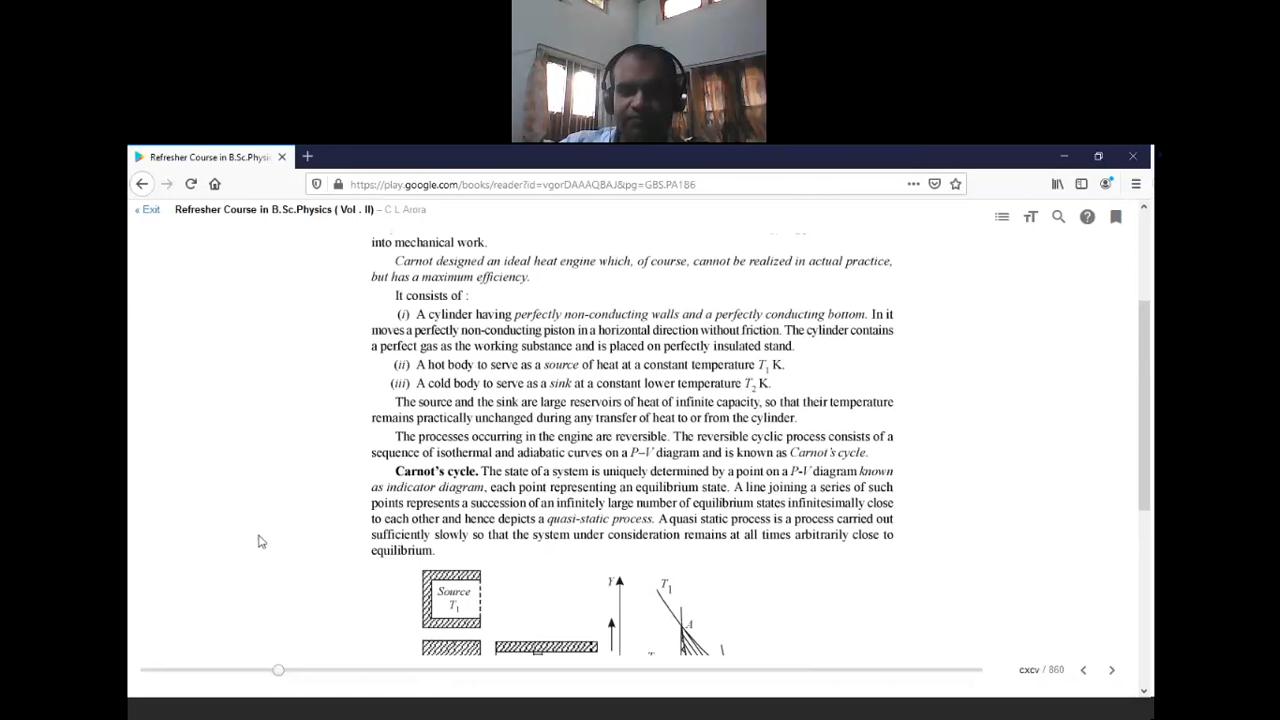 Refresher Course in B.Sc.Physi
https://play.google.com/books/reader?id=vgorDAAAQBAJ&pg=GBS.PA186
« Exit Refresher Course in B.Sc.Physics ( Vol . II) – C L Arora
into mechanical work.
Carnot designed an ideal heat engine which, of course, cannot be realized in actual practice,
but has a maximum efficiency.
It consists of :
(i) A cylinder having perfectly non-conducting walls and a perfectly conducting bottom. In it
moves a perfectly non-conducting piston in a horizontal direction without friction. The cylinder contains
a perfect gas as the working substance and is placed on perfectly insulated stand.
(ii) A hot body to serve as a source of heat at a constant temperature T1 K.
(iii) A cold body to serve as a sink at a constant lower temperature T2 K.
The source and the sink are large reservoirs of heat of infinite capacity, so that their temperature
remains practically unchanged during any transfer of heat to or from the cylinder.
The processes occurring in the engine are reversible. The reversible cyclic process consists of a
sequence of isothermal and adiabatic curves on a P–V diagram and is known as Carnot's cycle.
Carnot's cycle. The state of a system is uniquely determined by a point on a P-V diagram known
as indicator diagram, each point representing an equilibrium state. A line joining a series of such
points represents a succession of an infinitely large number of equilibrium states infinitesimally close
to each other and hence depicts a quasi-static process. A quasi static process is a process carried out
sufficiently slowly so that the system under consideration remains at all times arbitrarily close to
equilibrium.
Source
T1
Y
T1
A
cxcv / 860